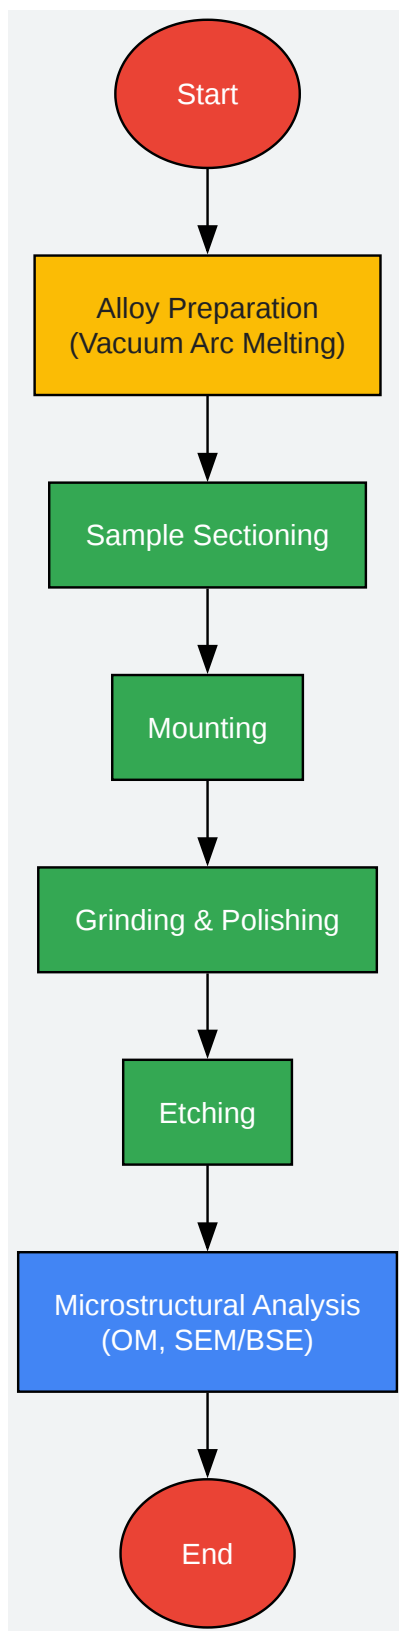 Start
Alloy Preparation
(Vacuum Arc Melting)
Sample Sectioning
Mounting
Grinding & Polishing
Etching
Microstructural Analysis
(OM, SEM/BSE)
End